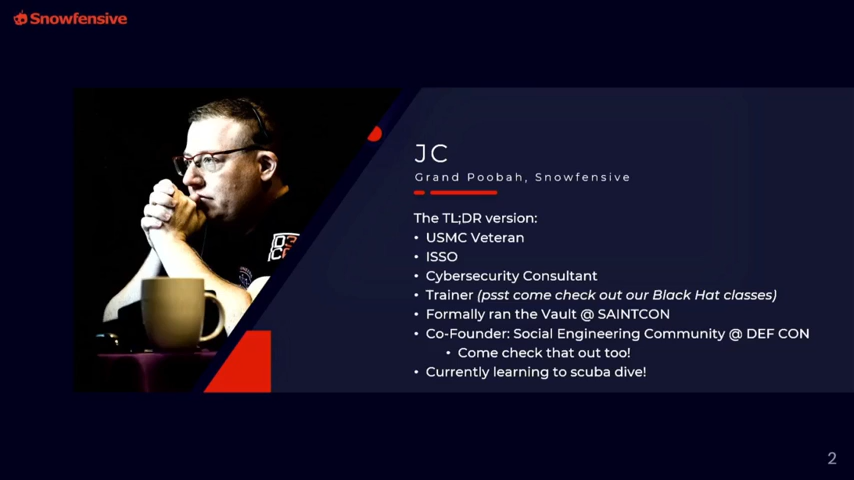 Snowfensive
JC
Grand Poobah, Snowfensive
The TL;DR version:
• USMC Veteran
• ISSO
• Cybersecurity Consultant
• Trainer (psst come check out our Black Hat classes)
• Formally ran the Vault @ SAINTCON
• Co-Founder: Social Engineering Community @ DEF CON
• Come check that out too!
• Currently learning to scuba dive!
2